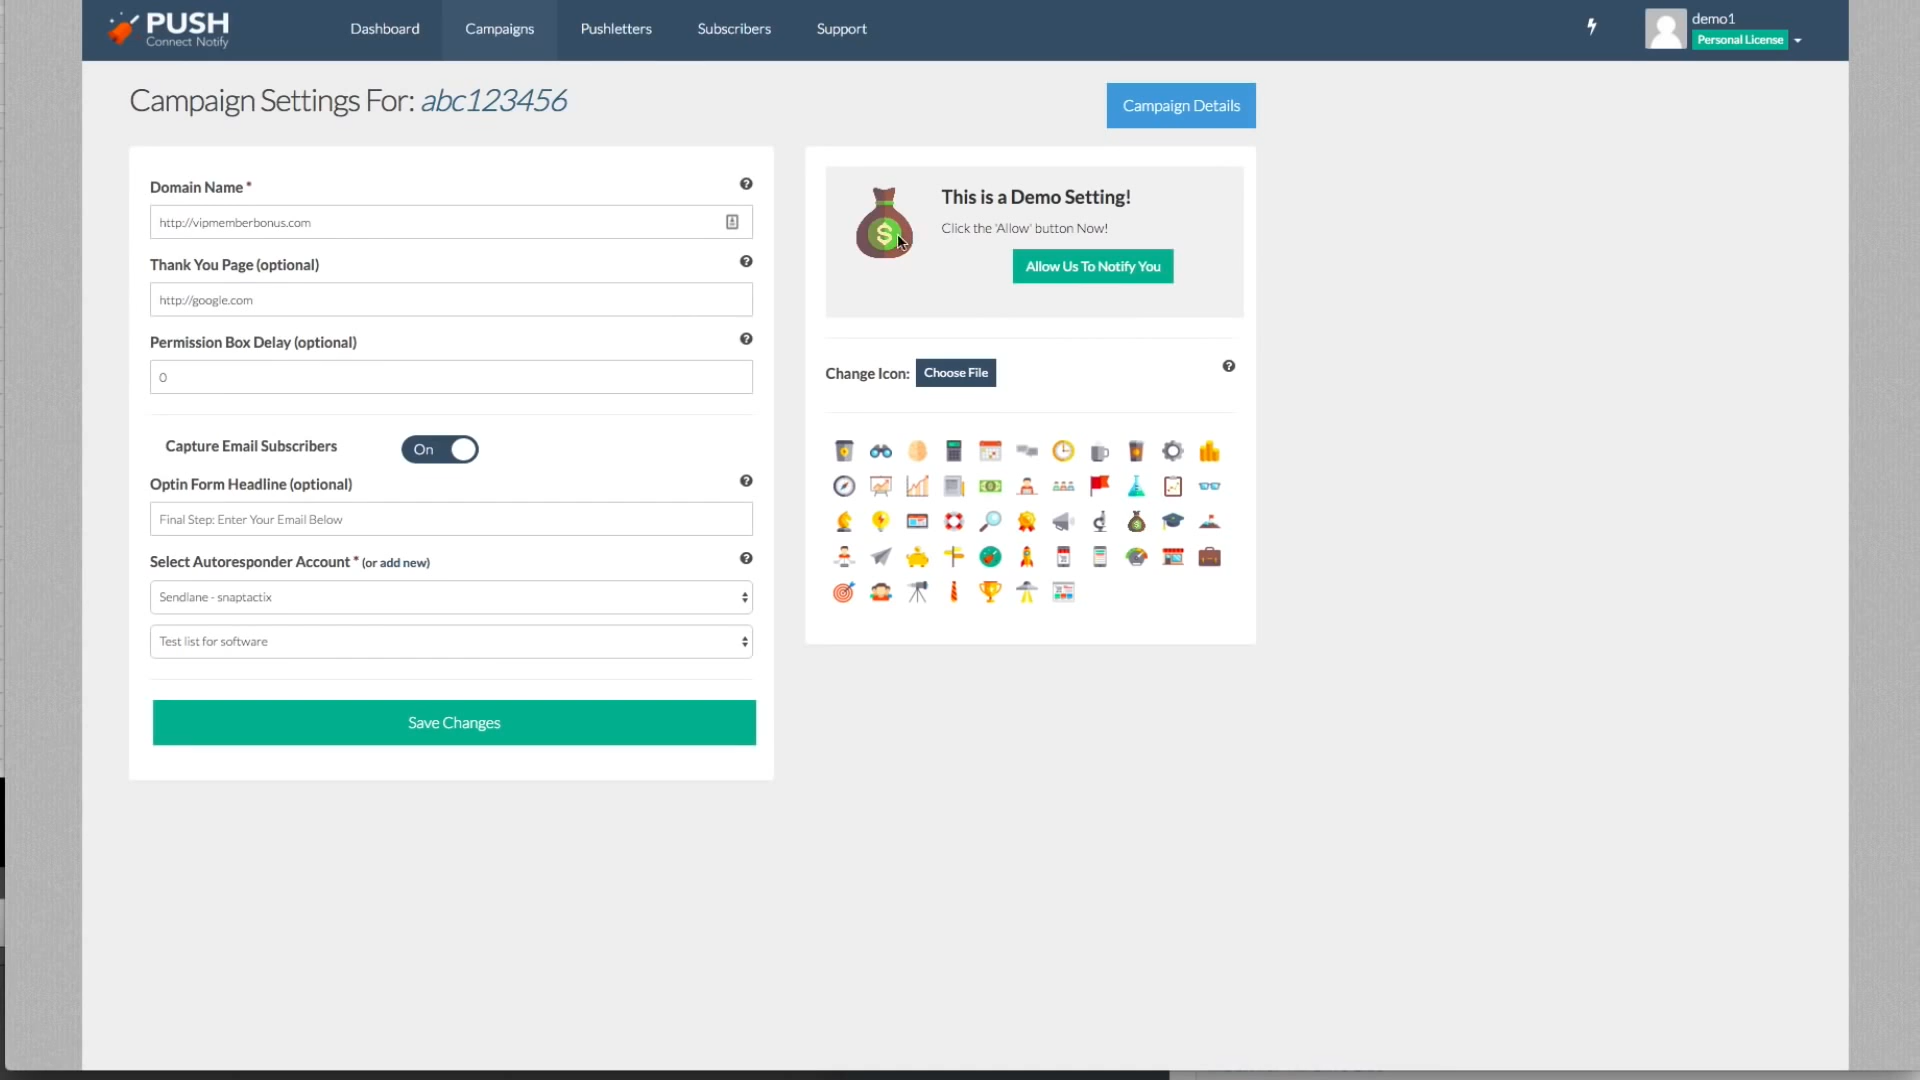 PUSH
Connect Notify
Dashboard
Campaigns
Pushletters
Subscribers
Support
demo1
Personal License
Campaign Settings For: abc123456
Campaign Details
Domain Name *
http://vipmemberbonus.com
Thank You Page (optional)
http://google.com
Permission Box Delay (optional)
0
Capture Email Subscribers
On
Optin Form Headline (optional)
Final Step: Enter Your Email Below
Select Autoresponder Account * (or add new)
Sendlane - snaptactix
Test list for software
Save Changes
This is a Demo Setting!
Click the 'Allow' button Now!
Allow Us To Notify You
Change Icon:
Choose File